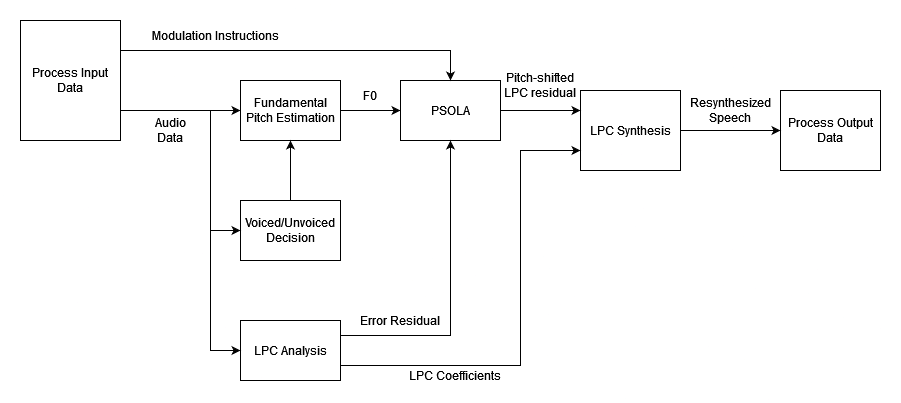 Modulation Instructions
Process Input
Data
Audio
Data
Fundamental
Pitch Estimation
F0
PSOLA
Pitch-shifted
LPC residual
LPC Synthesis
Resynthesized
Speech
Process Output
Data
Voiced/Unvoiced
Decision
Error Residual
LPC Analysis
LPC Coefficients